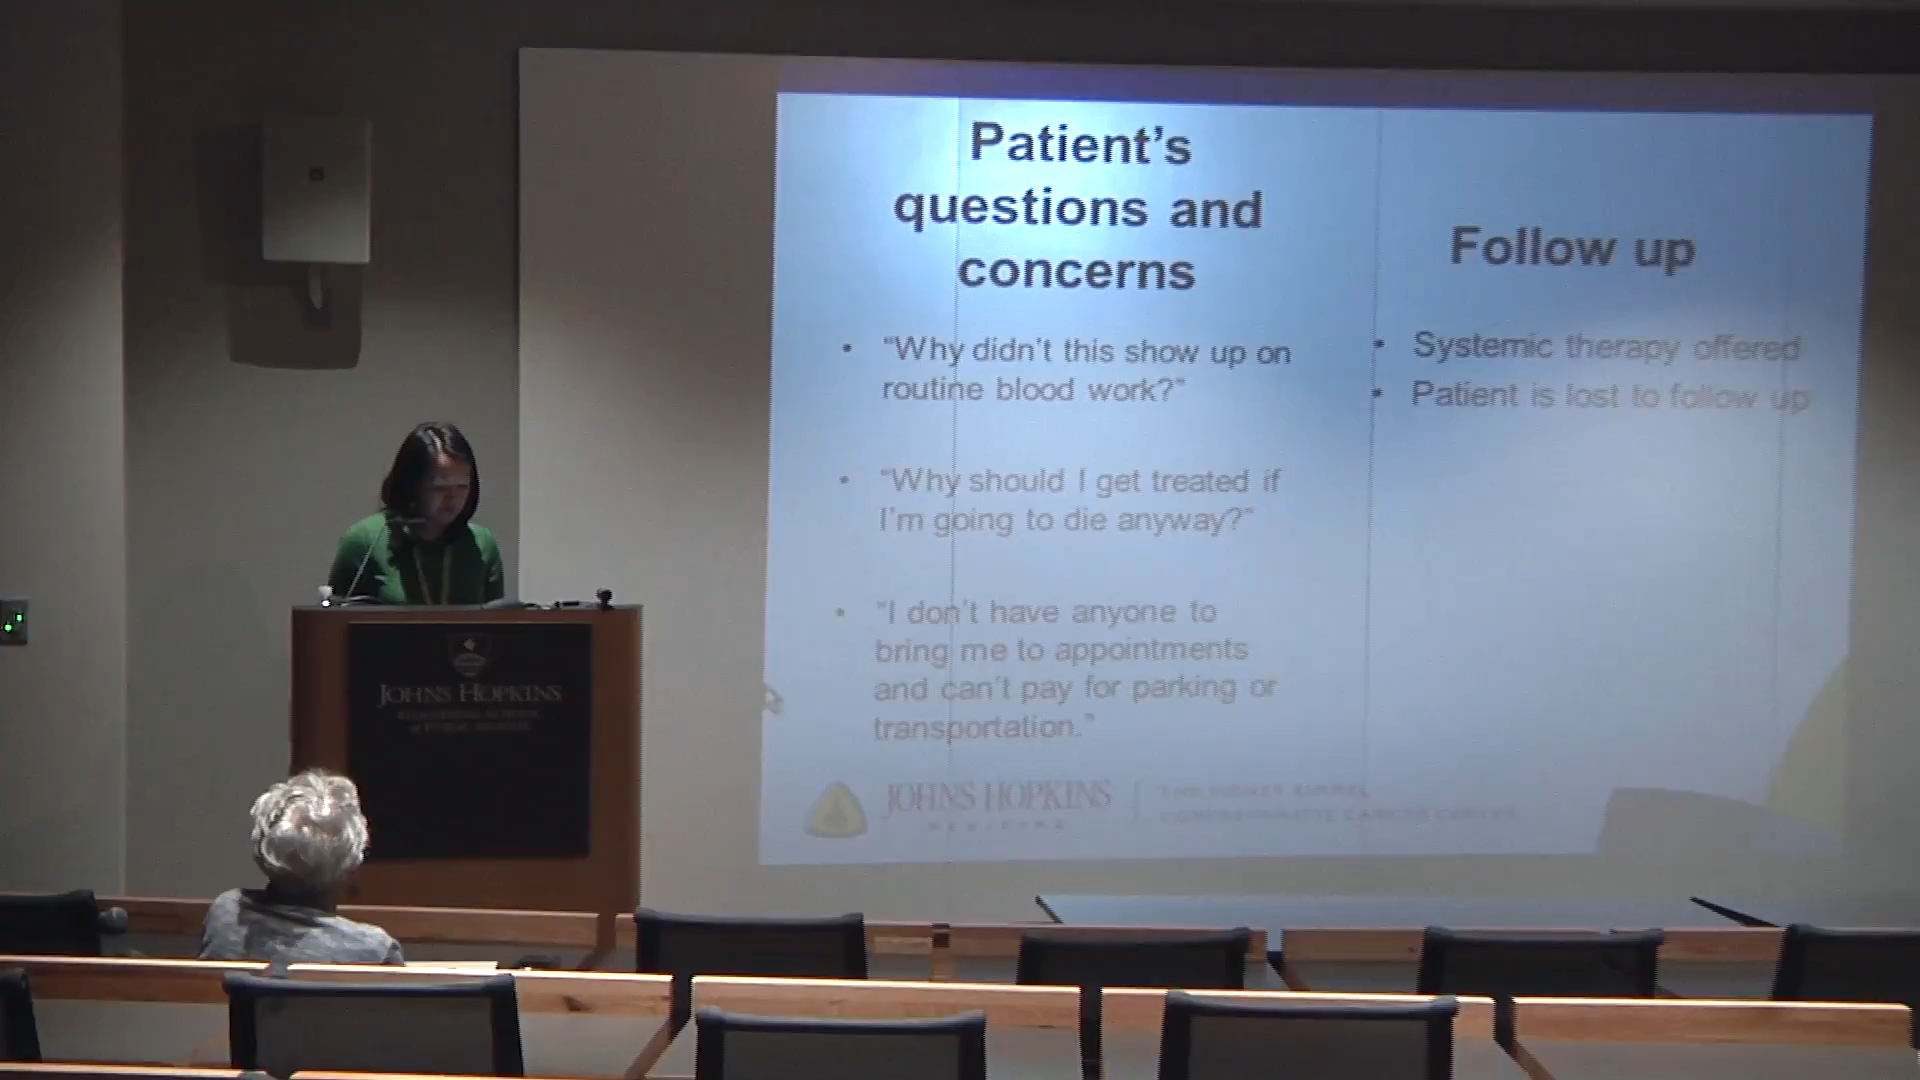 Patient's
questions and
concerns
• "Why didn't this show up on
routine blood work?"
• "Why should I get treated if
I'm going to die anyway?"
• "I don't have anyone to
bring me to appointments
and can't pay for parking or
transportation."
Follow up
• Systemic therapy offered
• Patient is lost to follow up
JOHNS HOPKINS
MEDICINE
THE SIDNEY KIMMEL
COMPREHENSIVE CANCER CENTER
JOHNS HOPKINS
BLOOMBERG SCHOOL
of PUBLIC HEALTH